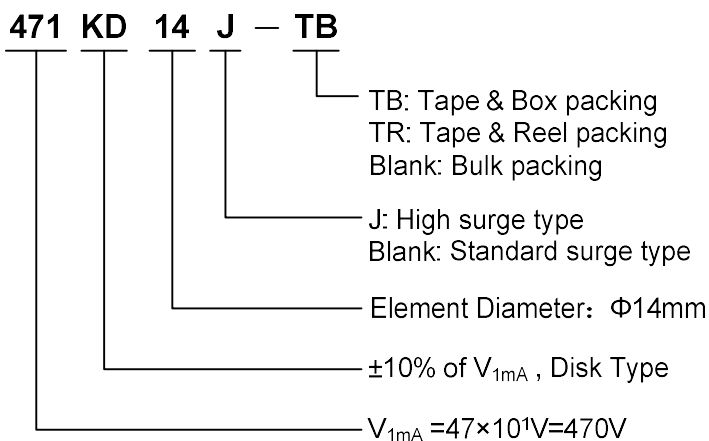 471 KD 14 J — TB
TB: Tape & Box packing
TR: Tape & Reel packing
Blank: Bulk packing
J: High surge type
Blank: Standard surge type
Element Diameter：Φ14mm
±10% of V₁mA , Disk Type
V₁mA =47×10¹V=470V